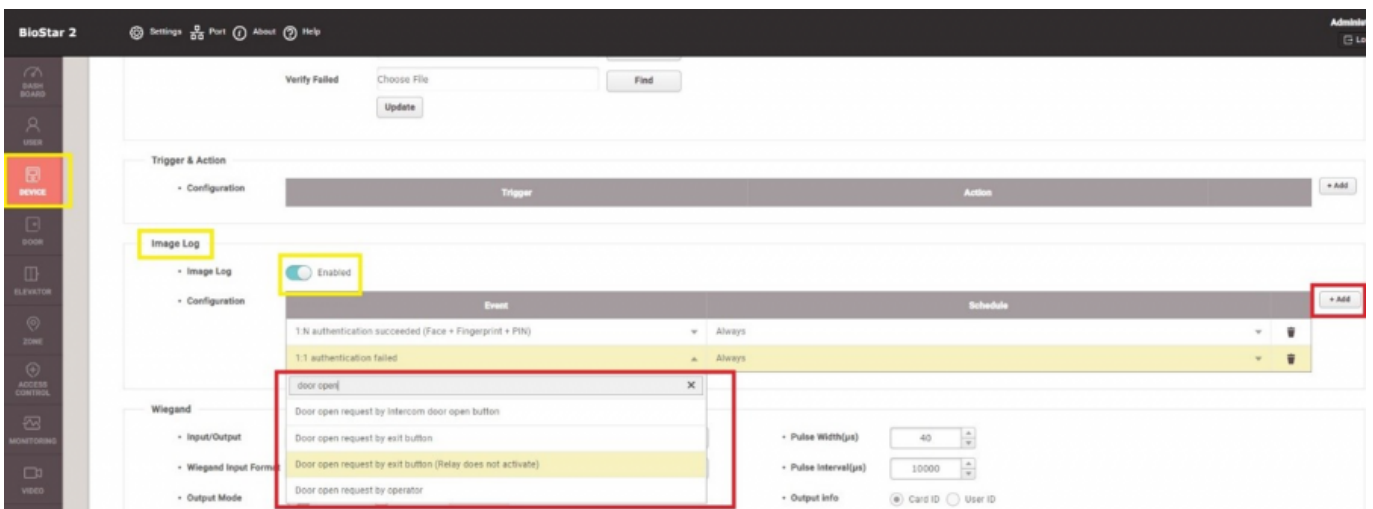 BioStar 2 Settings Port About Help
DASH BOARD
USER
DEVICE
DOOR
ELEVATOR
ZONE
ACCESS CONTROL
MONITORING
VIDEO
Verify Failed Choose File Find
Update
Trigger & Action
• Configuration Trigger Action + Add
Image Log
• Image Log Enabled
• Configuration Event Schedule + Add
1:N authentication succeeded (Face + Fingerprint + PIN) Always
1:1 authentication failed Always
door open
Door open request by intercom door open button
Door open request by exit button
Door open request by exit button (Relay does not activate)
Door open request by operator
Wiegand
• Input/Output
• Wiegand Input
• Output Mode
• Pulse Width(µs) 40
• Pulse Interval(µs) 10000
• Output info Card ID User ID